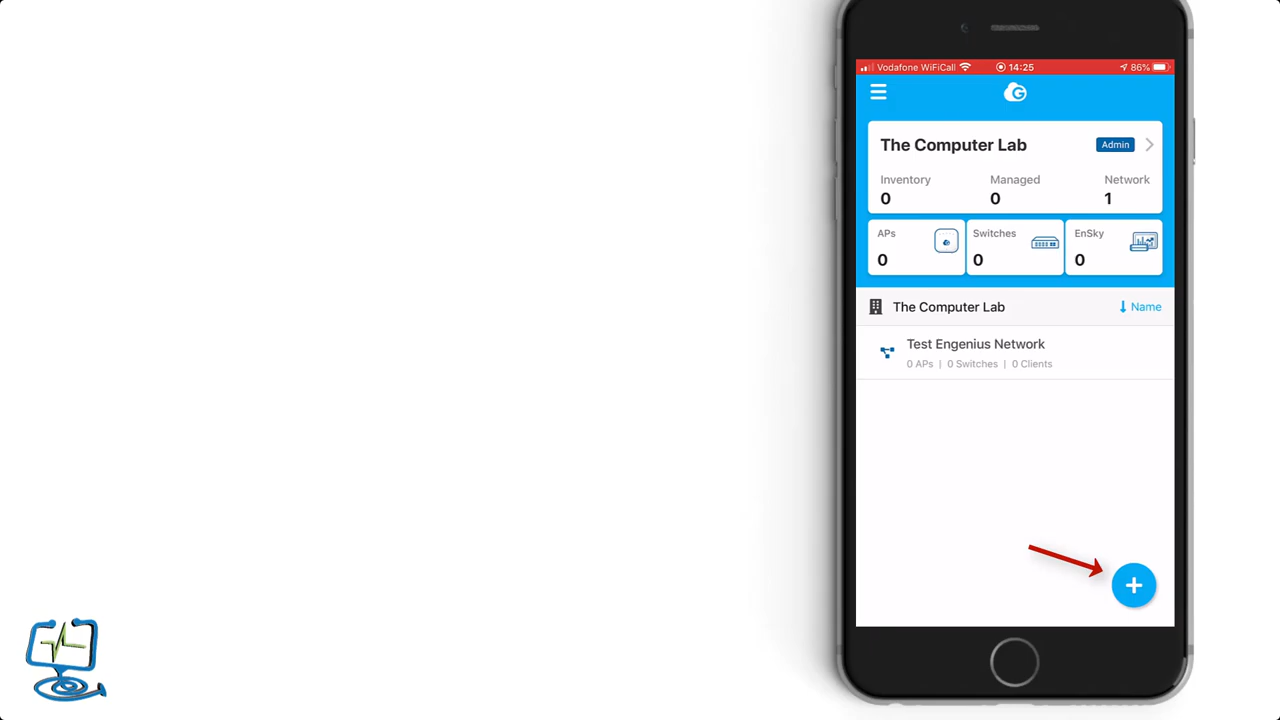 Vodafone WiFiCall 14:25 86%
The Computer Lab Admin
Inventory Managed Network
0 0 1
APs Switches EnSky
0 0 0
The Computer Lab Name
Test Engenius Network
0 APs | 0 Switches | 0 Clients